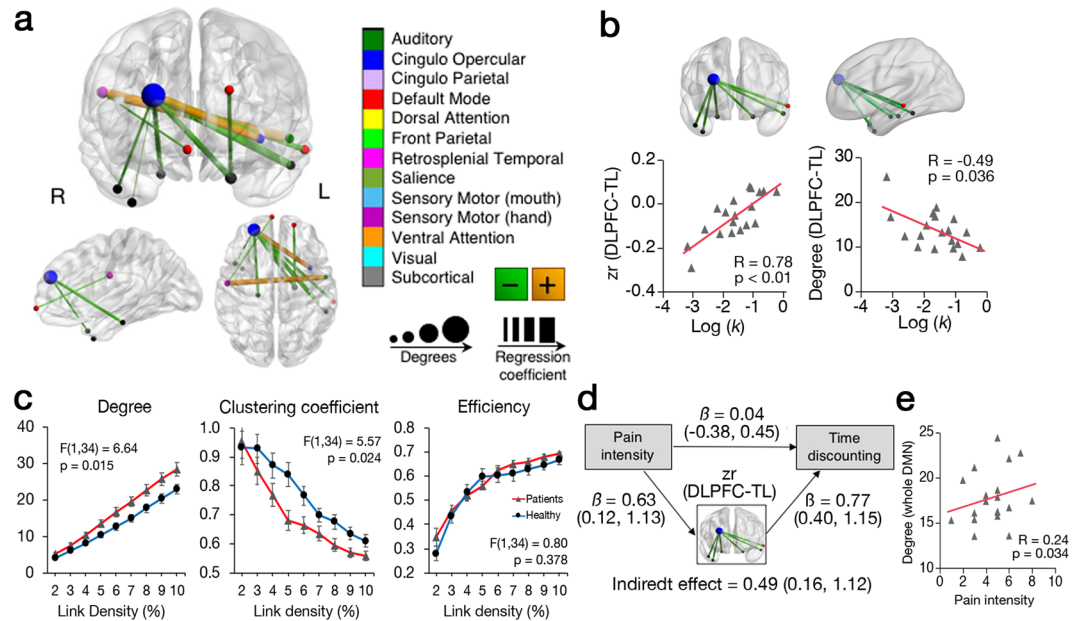 a
R
L
Auditory
Cingulo Opercular
Cingulo Parietal
Default Mode
Dorsal Attention
Front Parietal
Retrosplenial Temporal
Salience
Sensory Motor (mouth)
Sensory Motor (hand)
Ventral Attention
Visual
Subcortical
− +
Degrees
Regression
coefficient
b
zr (DLPFC-TL)
0.2
0.0
-0.2
-0.4
R = 0.78
p < 0.01
-4 -3 -2 -1 0
Log (k)
Degree (DLPFC-TL)
30
20
10
0
R = -0.49
p = 0.036
-4 -3 -2 -1 0
Log (k)
c
Degree
40
30
20
10
0
F(1,34) = 6.64
p = 0.015
2 3 4 5 6 7 8 9 10
Link Density (%)
Clustering coefficient
1.0
0.9
0.8
0.7
0.6
0.5
F(1,34) = 5.57
p = 0.024
2 3 4 5 6 7 8 9 10
Link density (%)
Efficiency
0.8
0.7
0.6
0.5
0.4
0.3
0.2
Patients
Healthy
F(1,34) = 0.80
p = 0.378
2 3 4 5 6 7 8 9 10
Link density (%)
d
Pain
intensity
ß = 0.04
(-0.38, 0.45)
Time
discounting
zr
(DLPFC-TL)
ß = 0.63
(0.12, 1.13)
ß = 0.77
(0.40, 1.15)
Indiredt effect = 0.49 (0.16, 1.12)
e
Degree (whole DMN)
25
20
15
10
R = 0.24
p = 0.034
0 2 4 6 8 10
Pain intensity